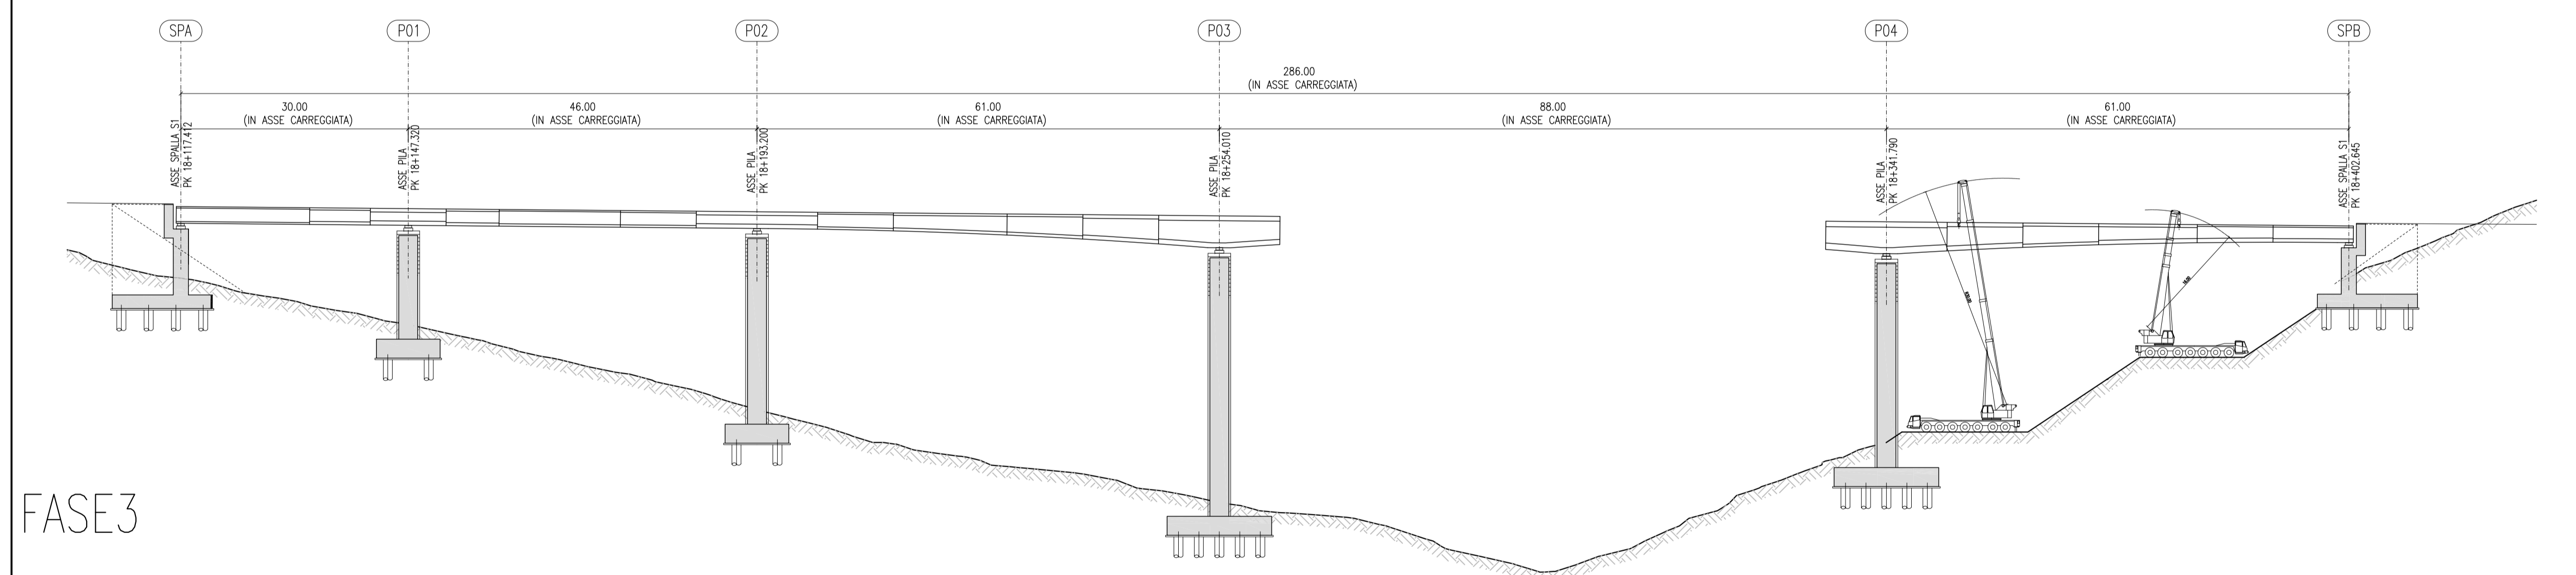 SPA
P01
P02
P03
P04
SPB
286.00
(IN ASSE CARREGGIATA)
30.00
(IN ASSE CARREGGIATA)
46.00
(IN ASSE CARREGGIATA)
61.00
(IN ASSE CARREGGIATA)
88.00
(IN ASSE CARREGGIATA)
61.00
(IN ASSE CARREGGIATA)
ASSE SPALLA S1
PK 18+117.412
ASSE PILA
PK 18+147.320
ASSE PILA
PK 18+193.200
ASSE PILA
PK 18+254.010
ASSE PILA
PK 18+341.790
ASSE SPALLA S1
PK 18+402.645
FASE3